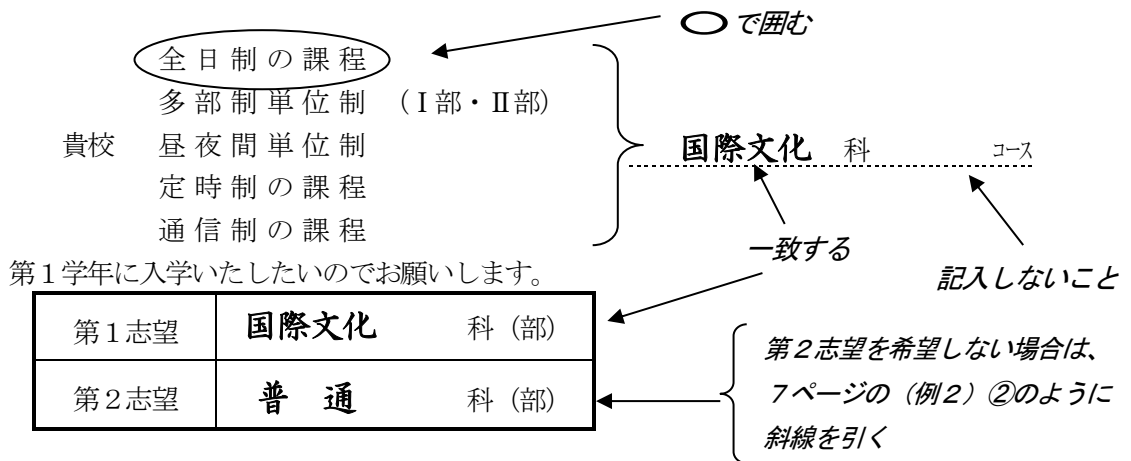 〇で囲む
全日制の課程
多部制単位制 (Ⅰ部・Ⅱ部)
貴校 昼夜間単位制
国際文化 科 コース
定時制の課程
通信制の課程
一致する
記入しないこと
第1学年に入学いたしたいのでお願いします。
第1志望 国際文化 科(部)
第2志望 普通 科(部)
第2志望を希望しない場合は、
7ページの(例2)②のように
斜線を引く